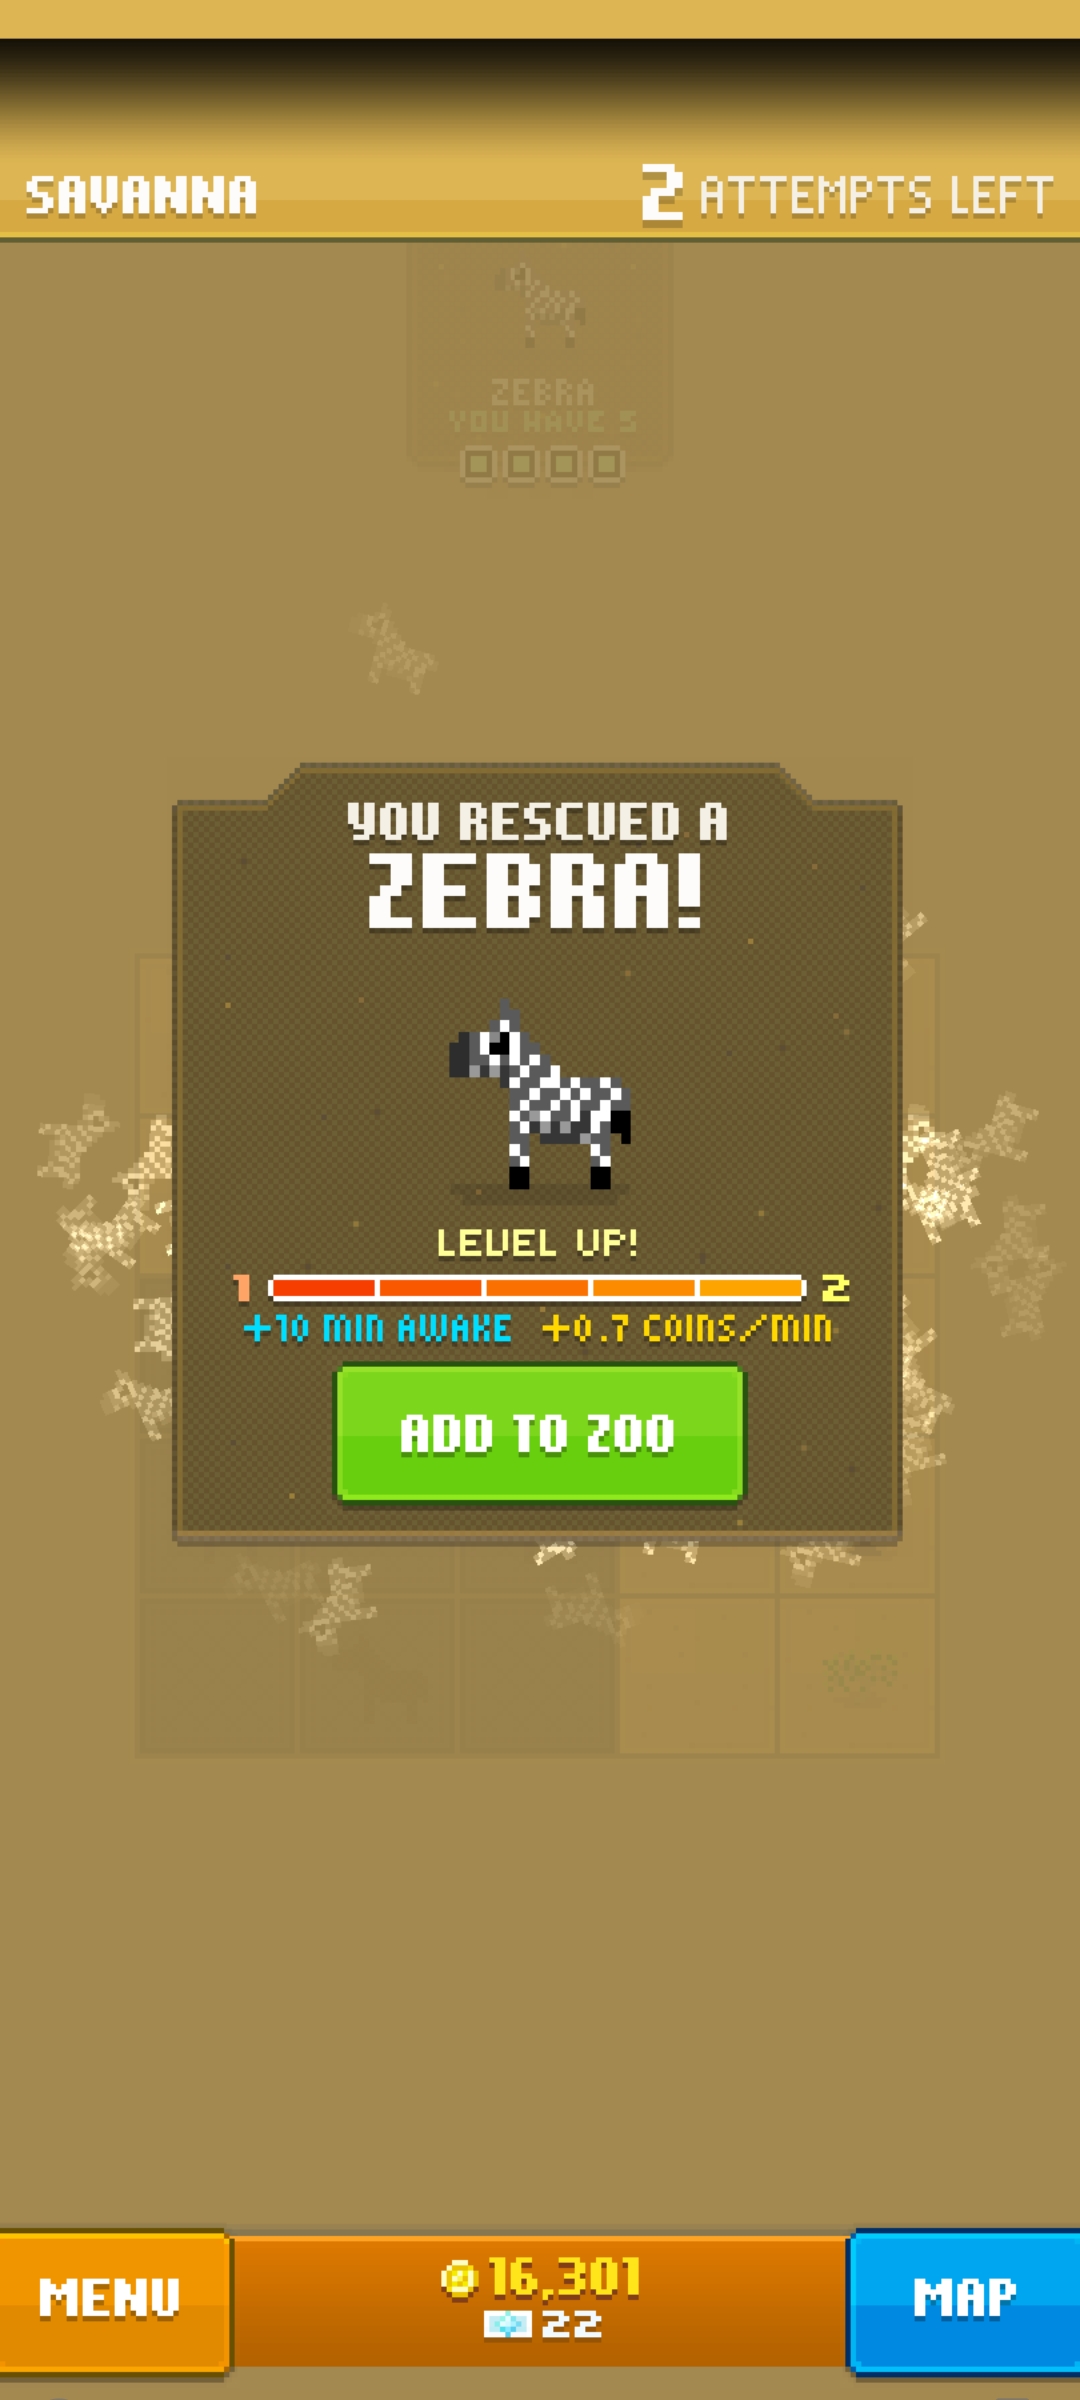 SAVANNA
2 ATTEMPTS LEFT
ZEBRA
YOU HAVE 5
YOU RESCUED A
ZEBRA!
LEVEL UP!
1 2
+10 MIN AWAKE +0.7 COINS/MIN
ADD TO ZOO
MENU
16,301
22
MAP